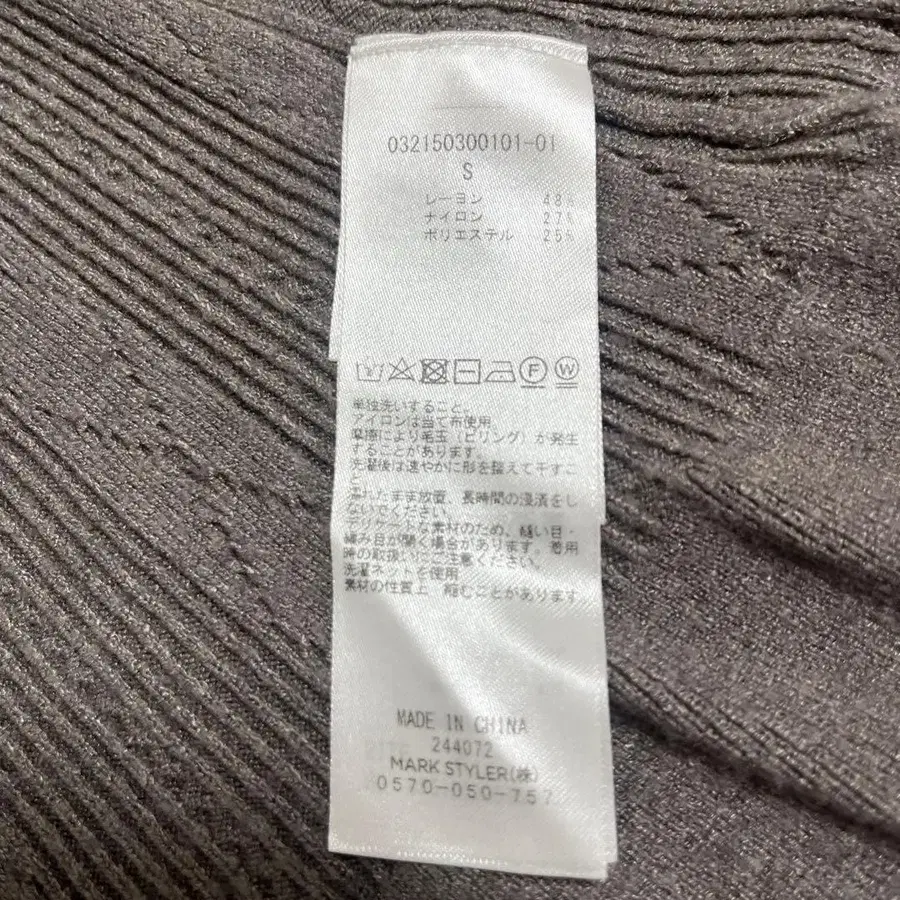 032150300101-01
S
レーヨン 48%
ナイロン 27%
ポリエステル 25%
F W
単独洗いすること。
アイロンは当て布使用。
摩擦により毛玉(ピリング)が発生
することがあります。
洗濯後は速やかに形を整えて干すこ
と。
濡れたまま放置、長時間の浸漬をし
ないでください。
デリケートな素材のため、縫い目・
編み目が開く場合があります。着用
時の取扱いにご注意ください。
洗濯ネットを使用
素材の性質上 縮むことがあります。
MADE IN CHINA
244072
MARK STYLER(株)
0570-050-757